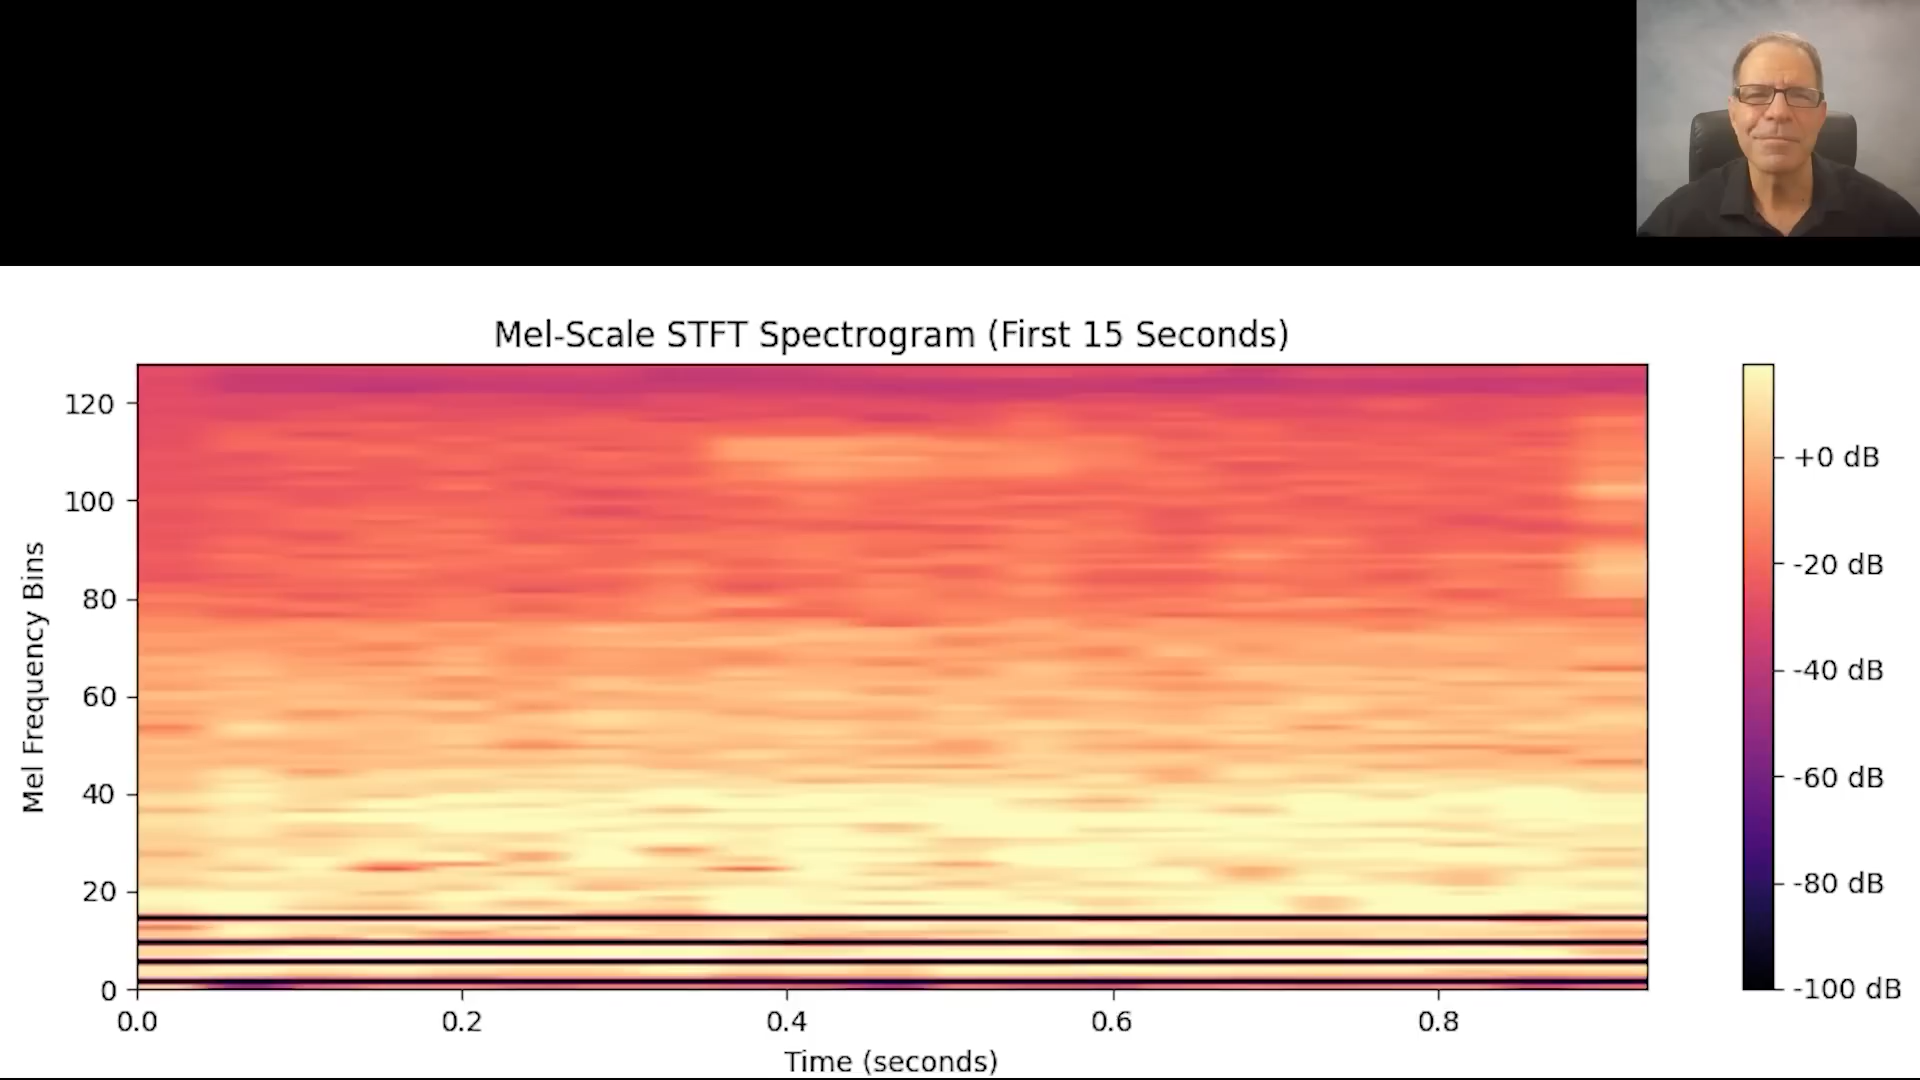 Mel-Scale STFT Spectrogram (First 15 Seconds)
Mel Frequency Bins
120
100
80
60
40
20
0
0.0 0.2 0.4 0.6 0.8
Time (seconds)
+0 dB
-20 dB
-40 dB
-60 dB
-80 dB
-100 dB